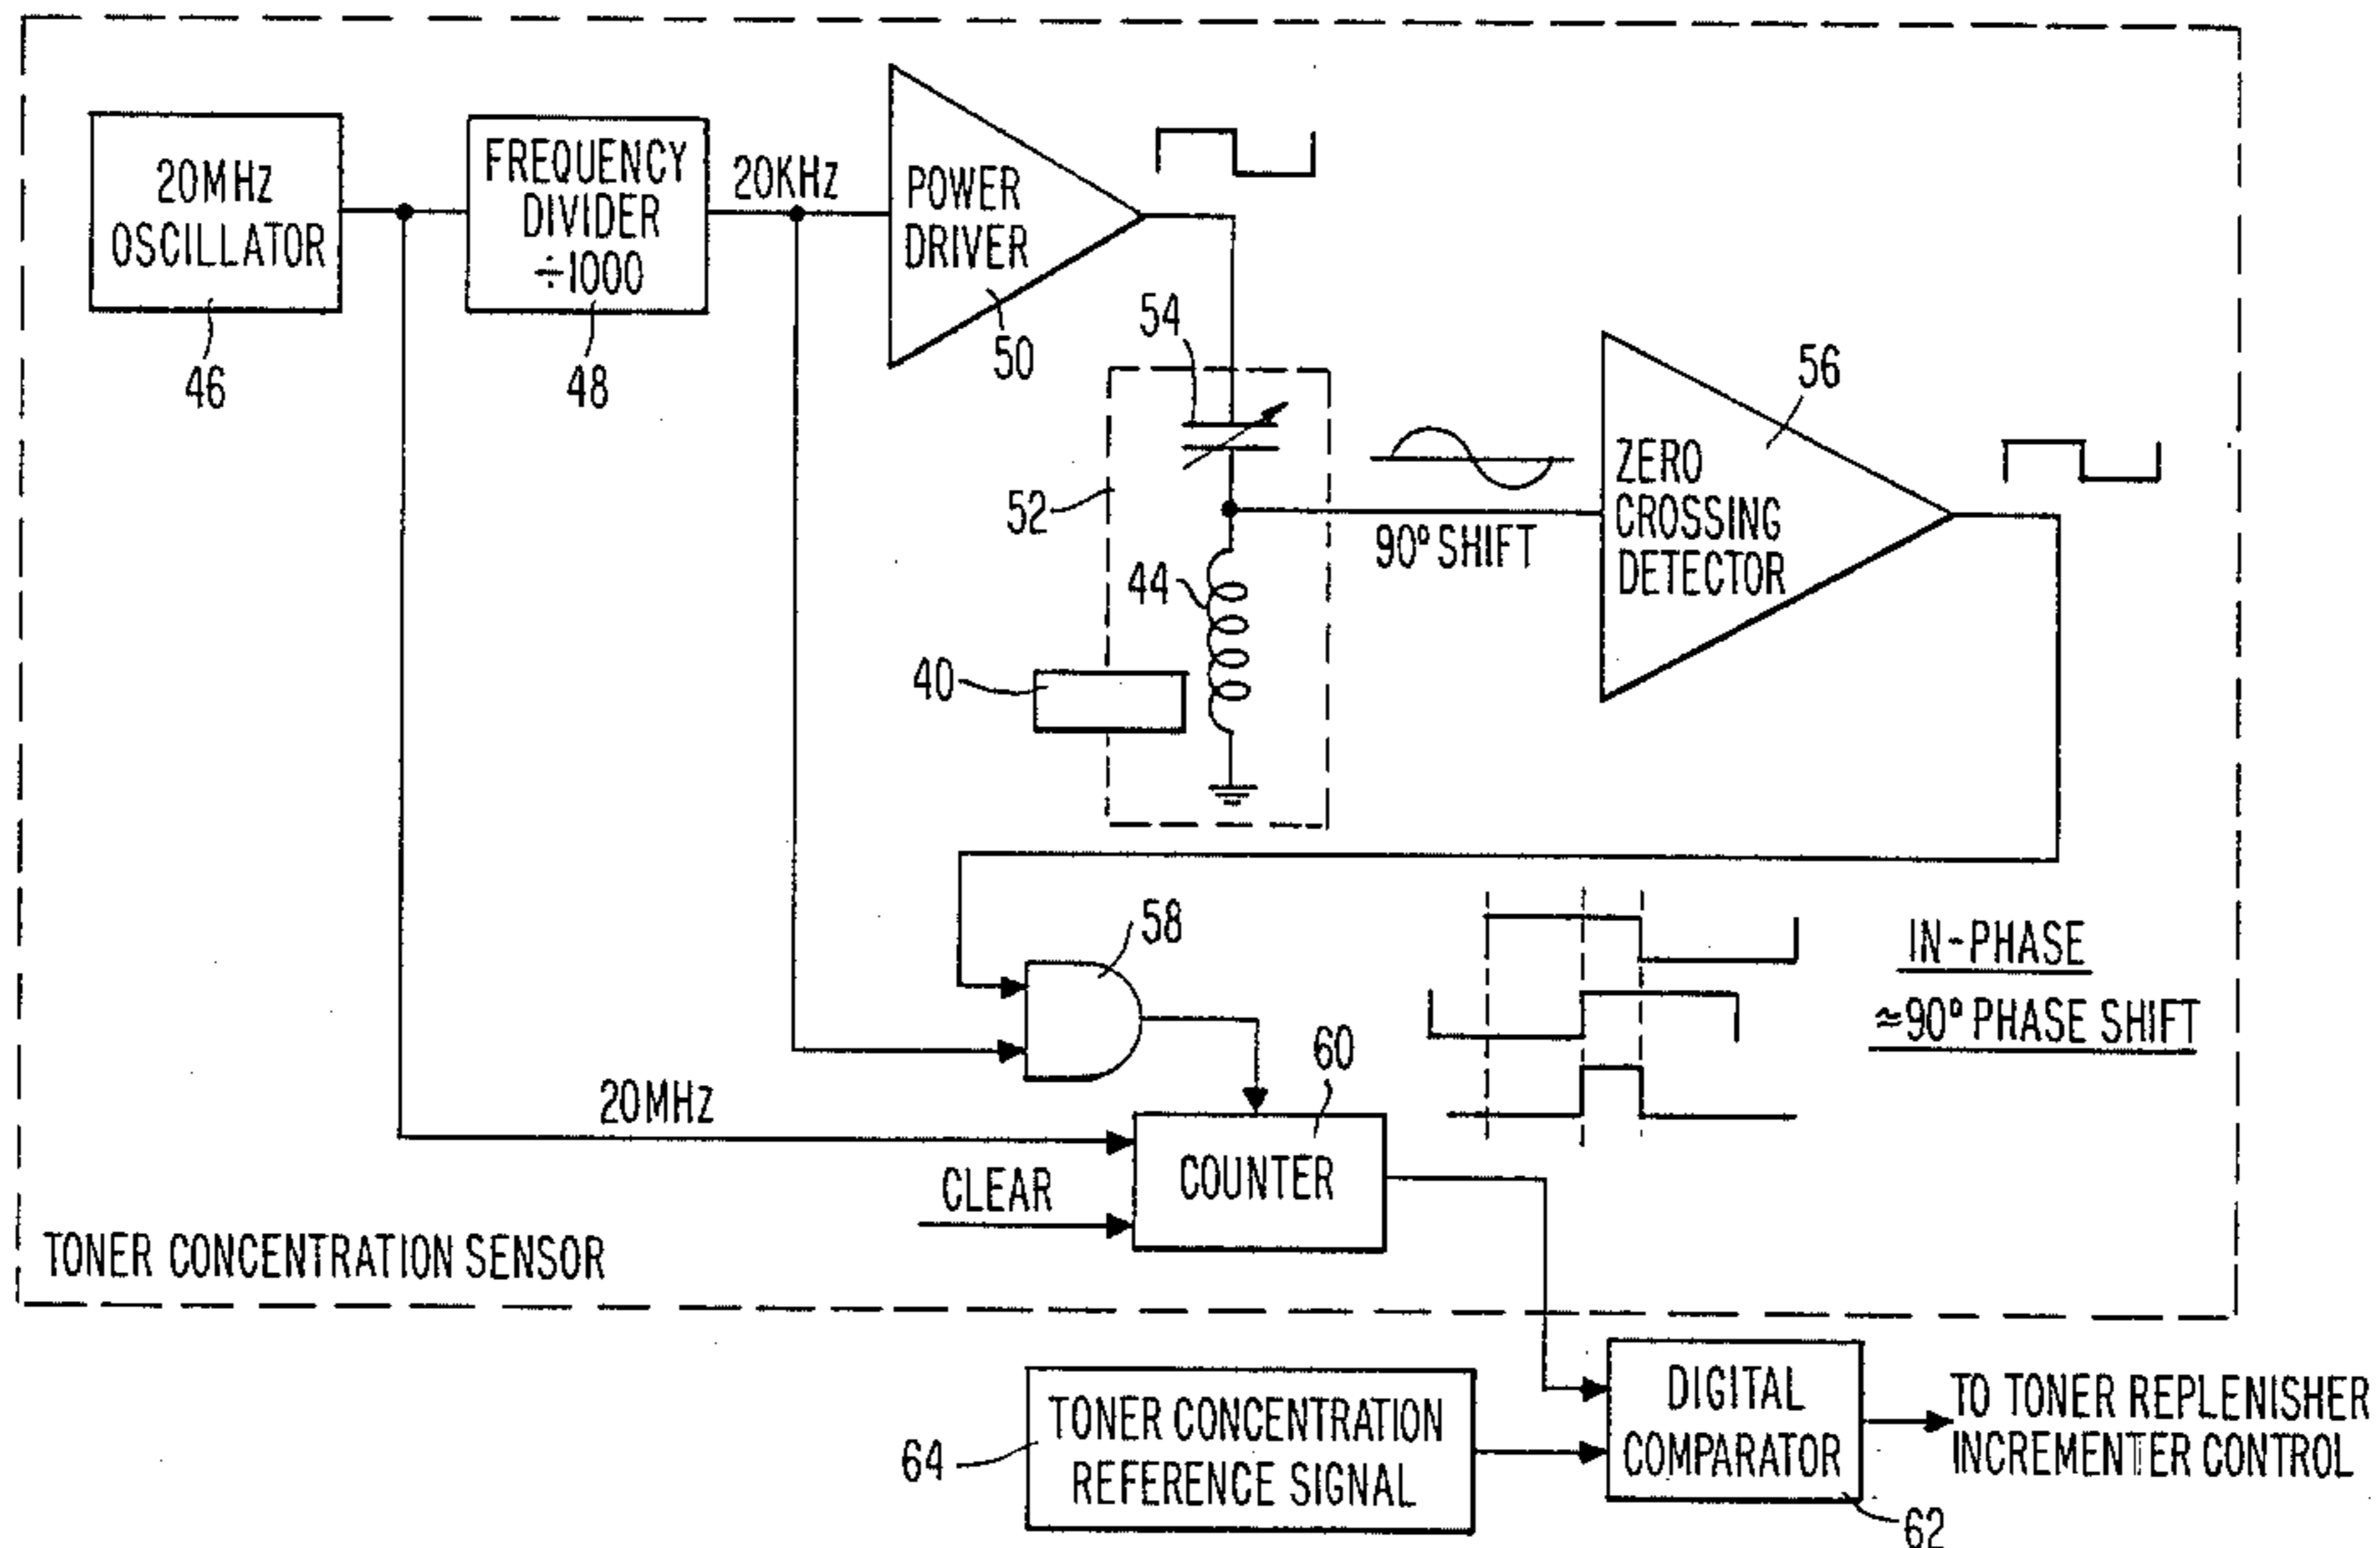 20MHZ
OSCILLATOR
46
FREQUENCY
DIVIDER
÷1000
48
20KHZ
POWER
DRIVER
50
54
52
44
40
90° SHIFT
ZERO
CROSSING
DETECTOR
56
58
IN-PHASE
≈90° PHASE SHIFT
20MHZ
CLEAR
COUNTER
60
TONER CONCENTRATION SENSOR
TONER CONCENTRATION
REFERENCE SIGNAL
64
DIGITAL
COMPARATOR
62
TO TONER REPLENISHER
INCREMENTER CONTROL